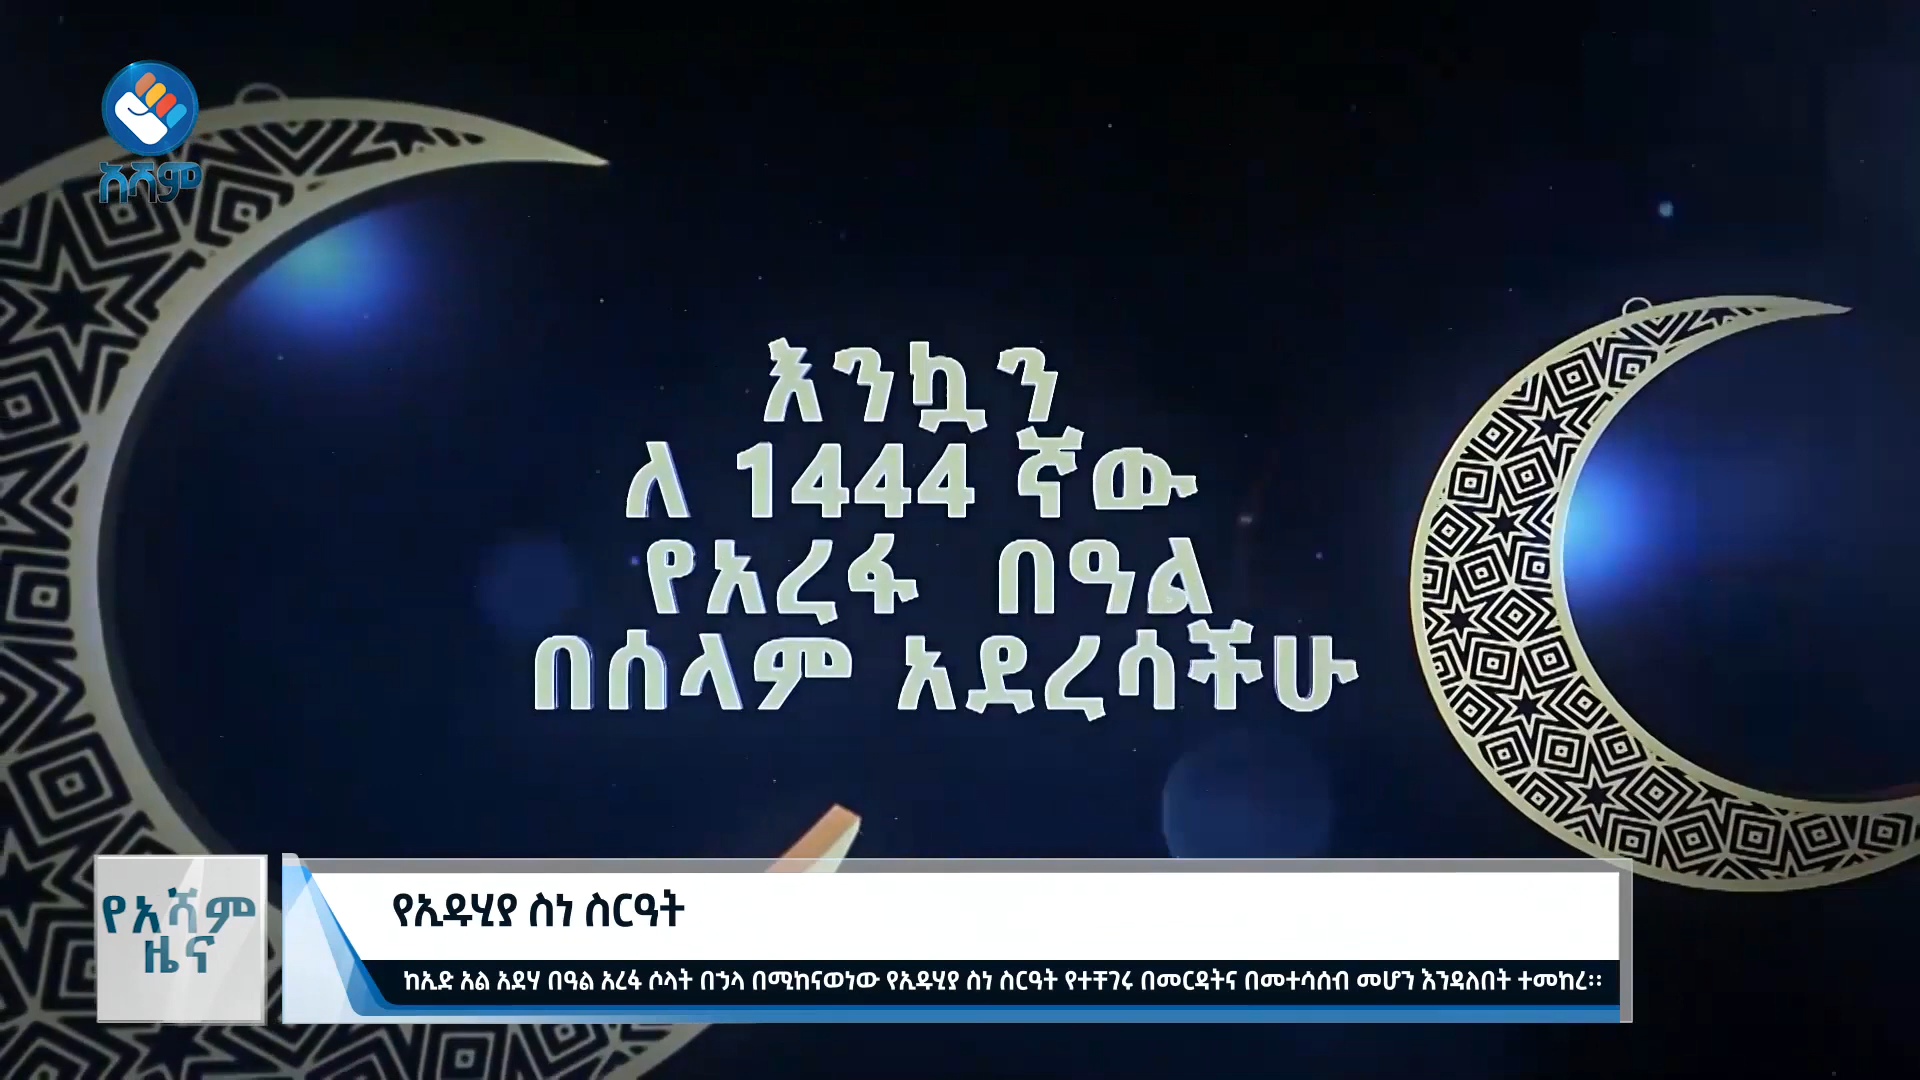 አሻም
እንኳን
ለ 1444 ኛው
የአረፋ በዓል
በሰላም አደረሳችሁ
የአሻም
ዜና
የኢዱሂያ ስነ ስርዓት
ከኢድ አል አደሃ በዓል አረፋ ሶላት በኃላ በሚከናወነው የኢዱሂያ ስነ ስርዓት የተቸገሩ በመርዳትና በመተሳሰብ መሆን እንዳለበት ተመከረ።